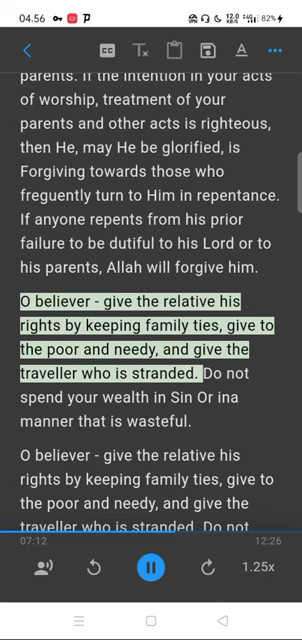 04.56
12.0 KB/S
82%
CC
A
parents. If the intention in your acts
of worship, treatment of your
parents and other acts is righteous,
then He, may He be glorified, is
Forgiving towards those who
freguently turn to Him in repentance.
If anyone repents from his prior
failure to be dutiful to his Lord or to
his parents, Allah will forgive him.
O believer - give the relative his
rights by keeping family ties, give to
the poor and needy, and give the
traveller who is stranded. Do not
spend your wealth in Sin Or ina
manner that is wasteful.
O believer - give the relative his
rights by keeping family ties, give to
the poor and needy, and give the
traveller who is stranded. Do not
07:12
12:26
1.25x